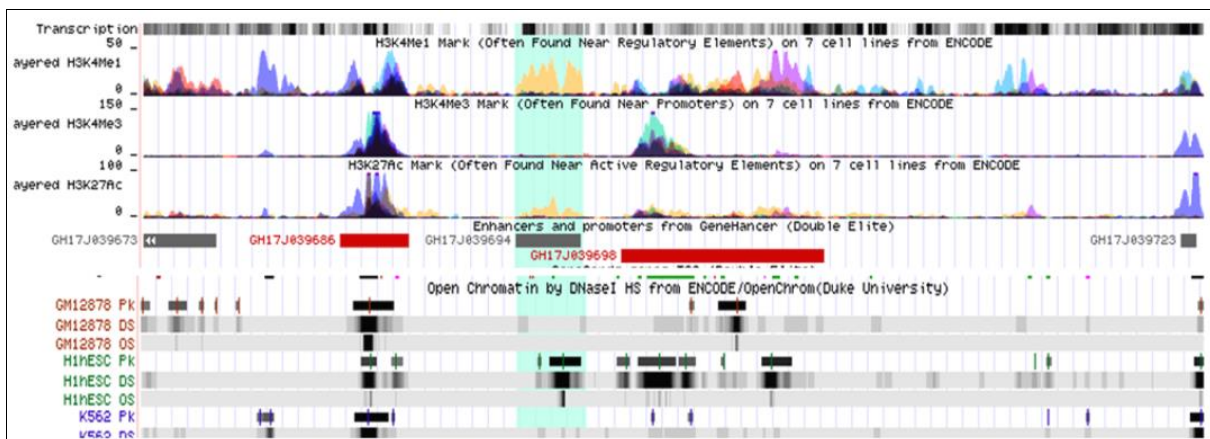 Transcription
H3K4Me1 Mark (Often Found Near Regulatory Elements) on 7 cell lines from ENCODE
50
ayered H3K4Me1
0
H3K4Me3 Mark (Often Found Near Promoters) on 7 cell lines from ENCODE
150
ayered H3K4Me3
0
H3K27Ac Mark (Often Found Near Active Regulatory Elements) on 7 cell lines from ENCODE
100
ayered H3K27Ac
0
Enhancers and promoters from GeneHancer (Double Elite)
GH17J039673
GH17J039686
GH17J039694
GH17J039723
GH17J039698
Open Chromatin by DNaseI HS from ENCODE/OpenChrom(Duke University)
GM12878 Pk
GM12878 DS
GM12878 OS
H1hESC Pk
H1hESC DS
H1hESC OS
K562 Pk
K562 DS